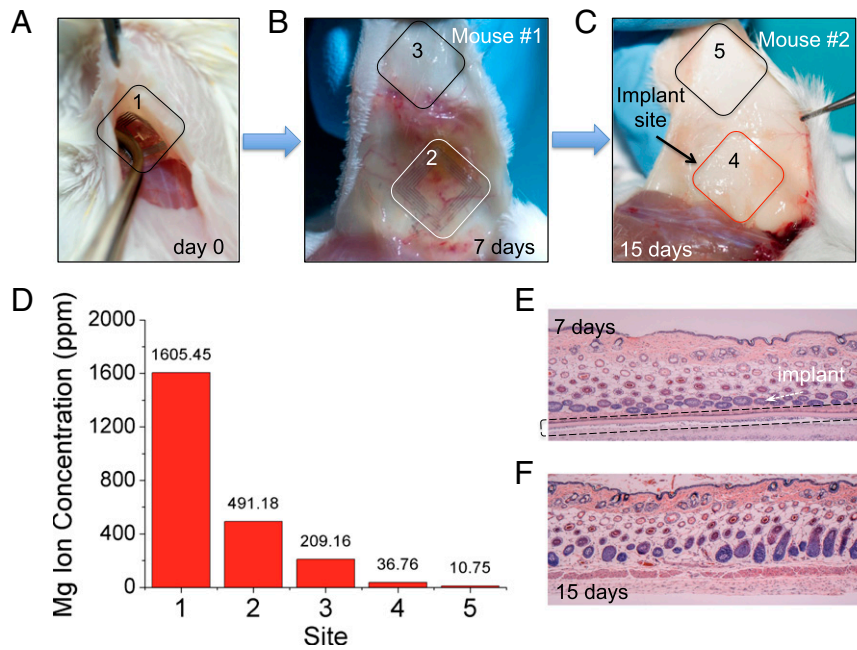 A
1
day 0
B
Mouse #1
3
2
7 days
C
Mouse #2
5
Implant
site
4
15 days
D
Mg Ion Concentration (ppm)
2000
1600
1200
800
400
0
1605.45
491.18
209.16
36.76
10.75
1 2 3 4 5
Site
E
7 days
implant
F
15 days